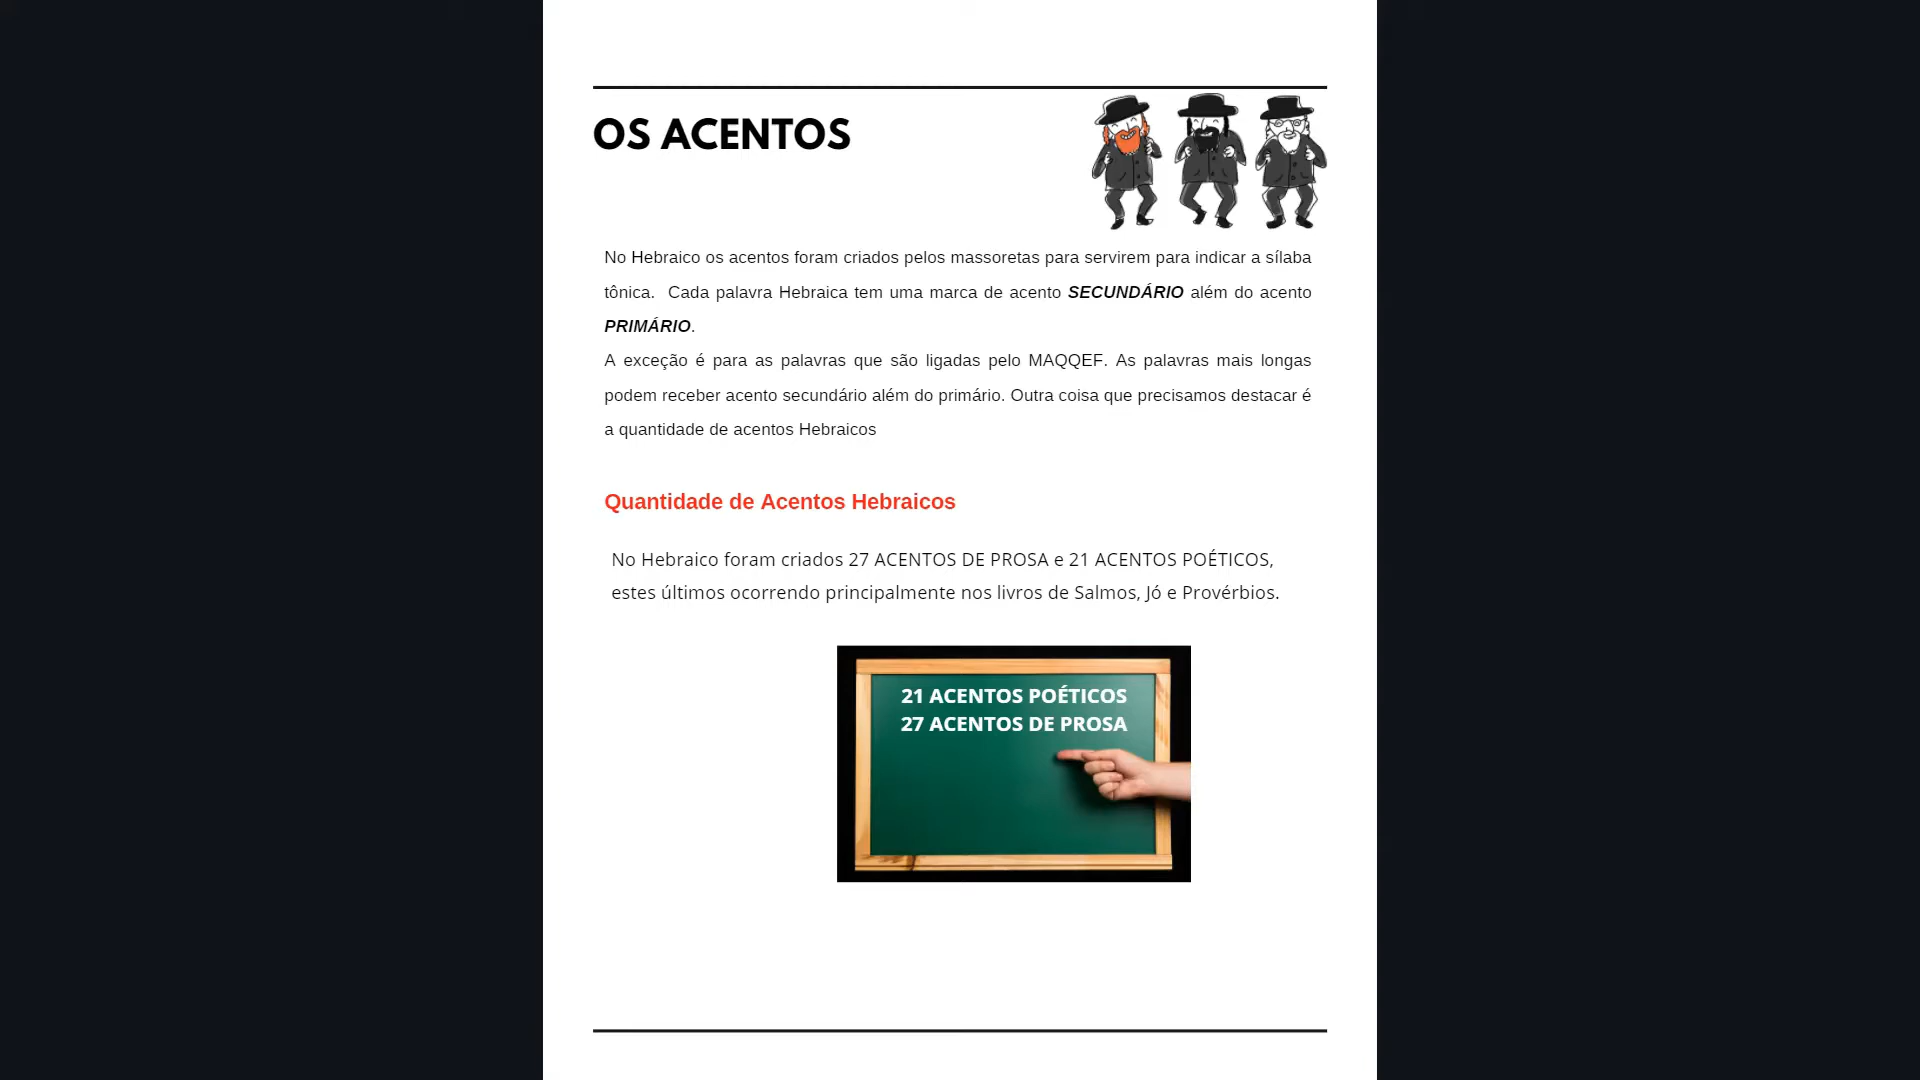 OS ACENTOS
No Hebraico os acentos foram criados pelos massoretas para servirem para indicar a sílaba
tônica. Cada palavra Hebraica tem uma marca de acento SECUNDÁRIO além do acento
PRIMÁRIO.
A exceção é para as palavras que são ligadas pelo MAQQEF. As palavras mais longas
podem receber acento secundário além do primário. Outra coisa que precisamos destacar é
a quantidade de acentos Hebraicos
Quantidade de Acentos Hebraicos
No Hebraico foram criados 27 ACENTOS DE PROSA e 21 ACENTOS POÉTICOS,
estes últimos ocorrendo principalmente nos livros de Salmos, Jó e Provérbios.
21 ACENTOS POÉTICOS
27 ACENTOS DE PROSA